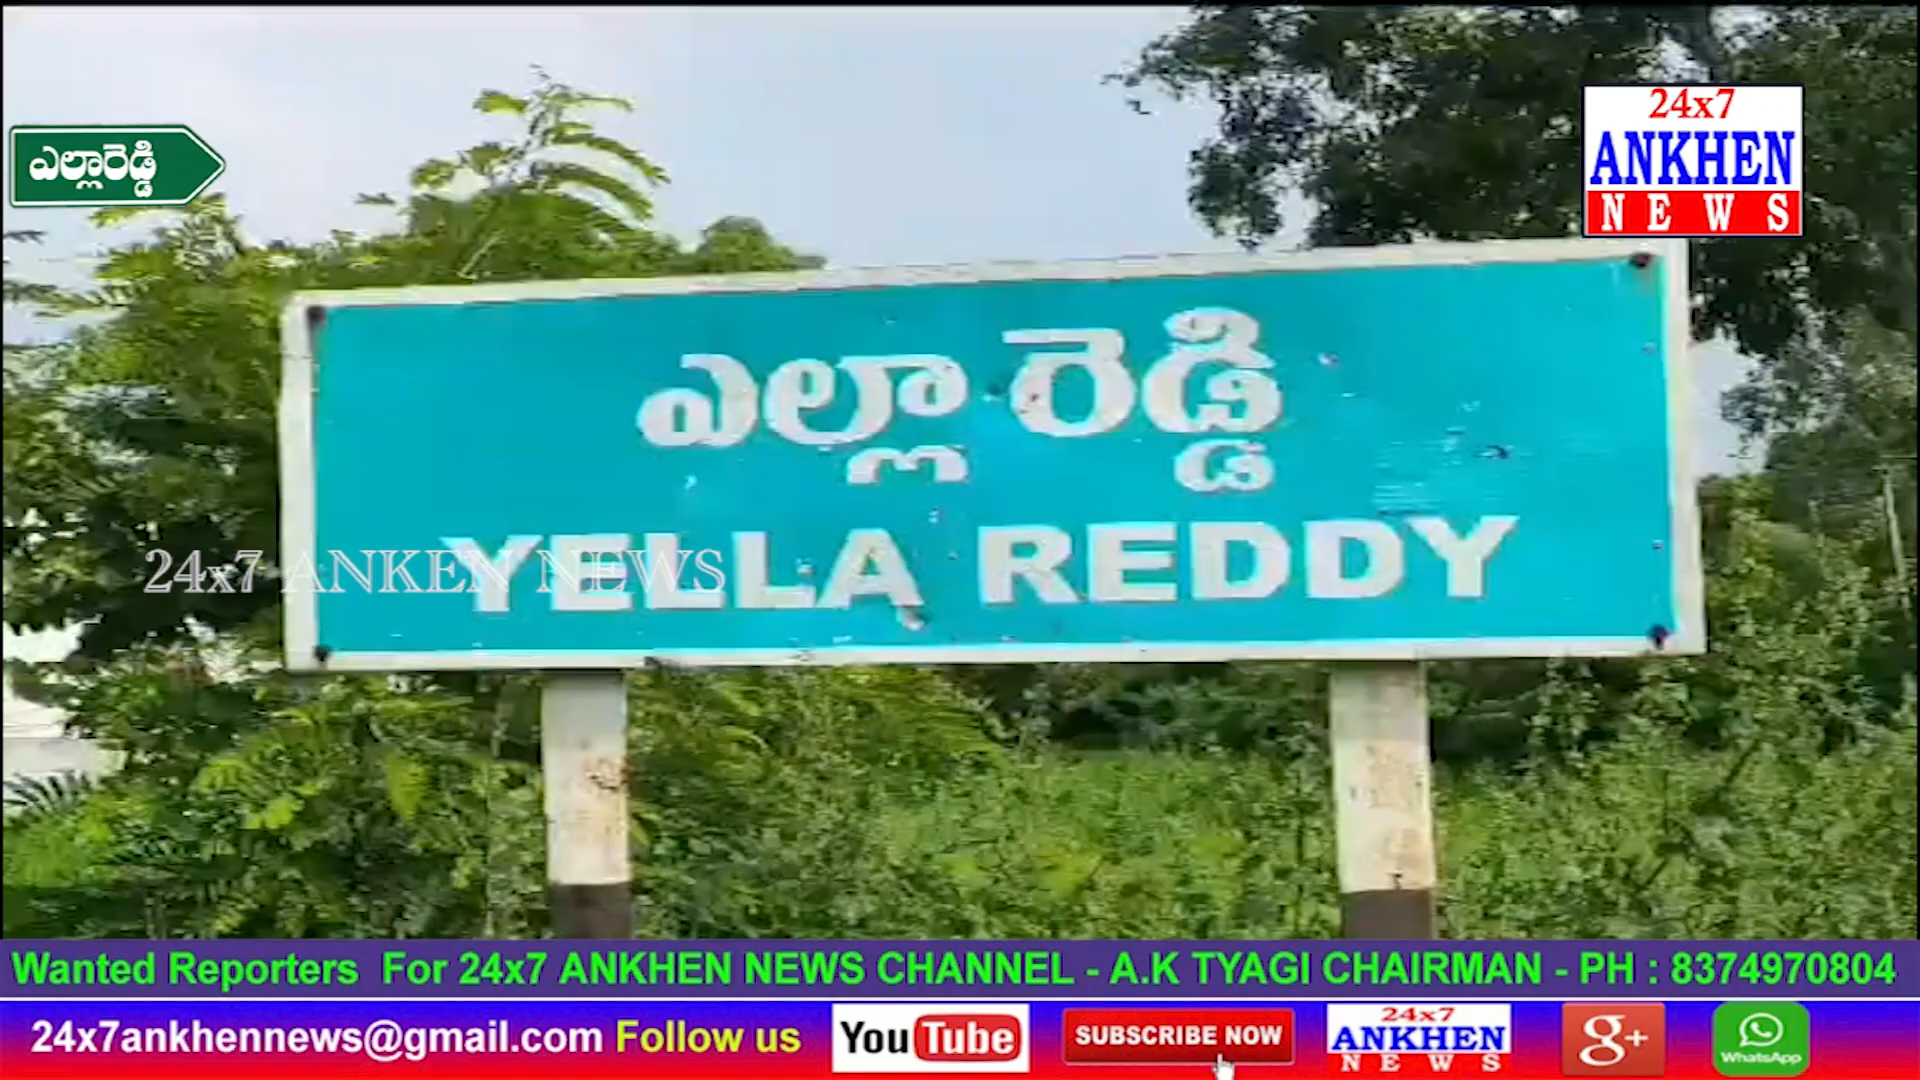 ఎల్లారెడ్డి
24x7
ANKHEN
NEWS
ఎల్లా రెడ్డి
YELLA REDDY
24x7 ANKEN NEWS
Wanted Reporters For 24x7 ANKHEN NEWS CHANNEL - A.K TYAGI CHAIRMAN - PH : 8374970804
24x7ankhennews@gmail.com Follow us YouTube SUBSCRIBE NOW
24x7
ANKHEN
NEWS
g+
WhatsApp